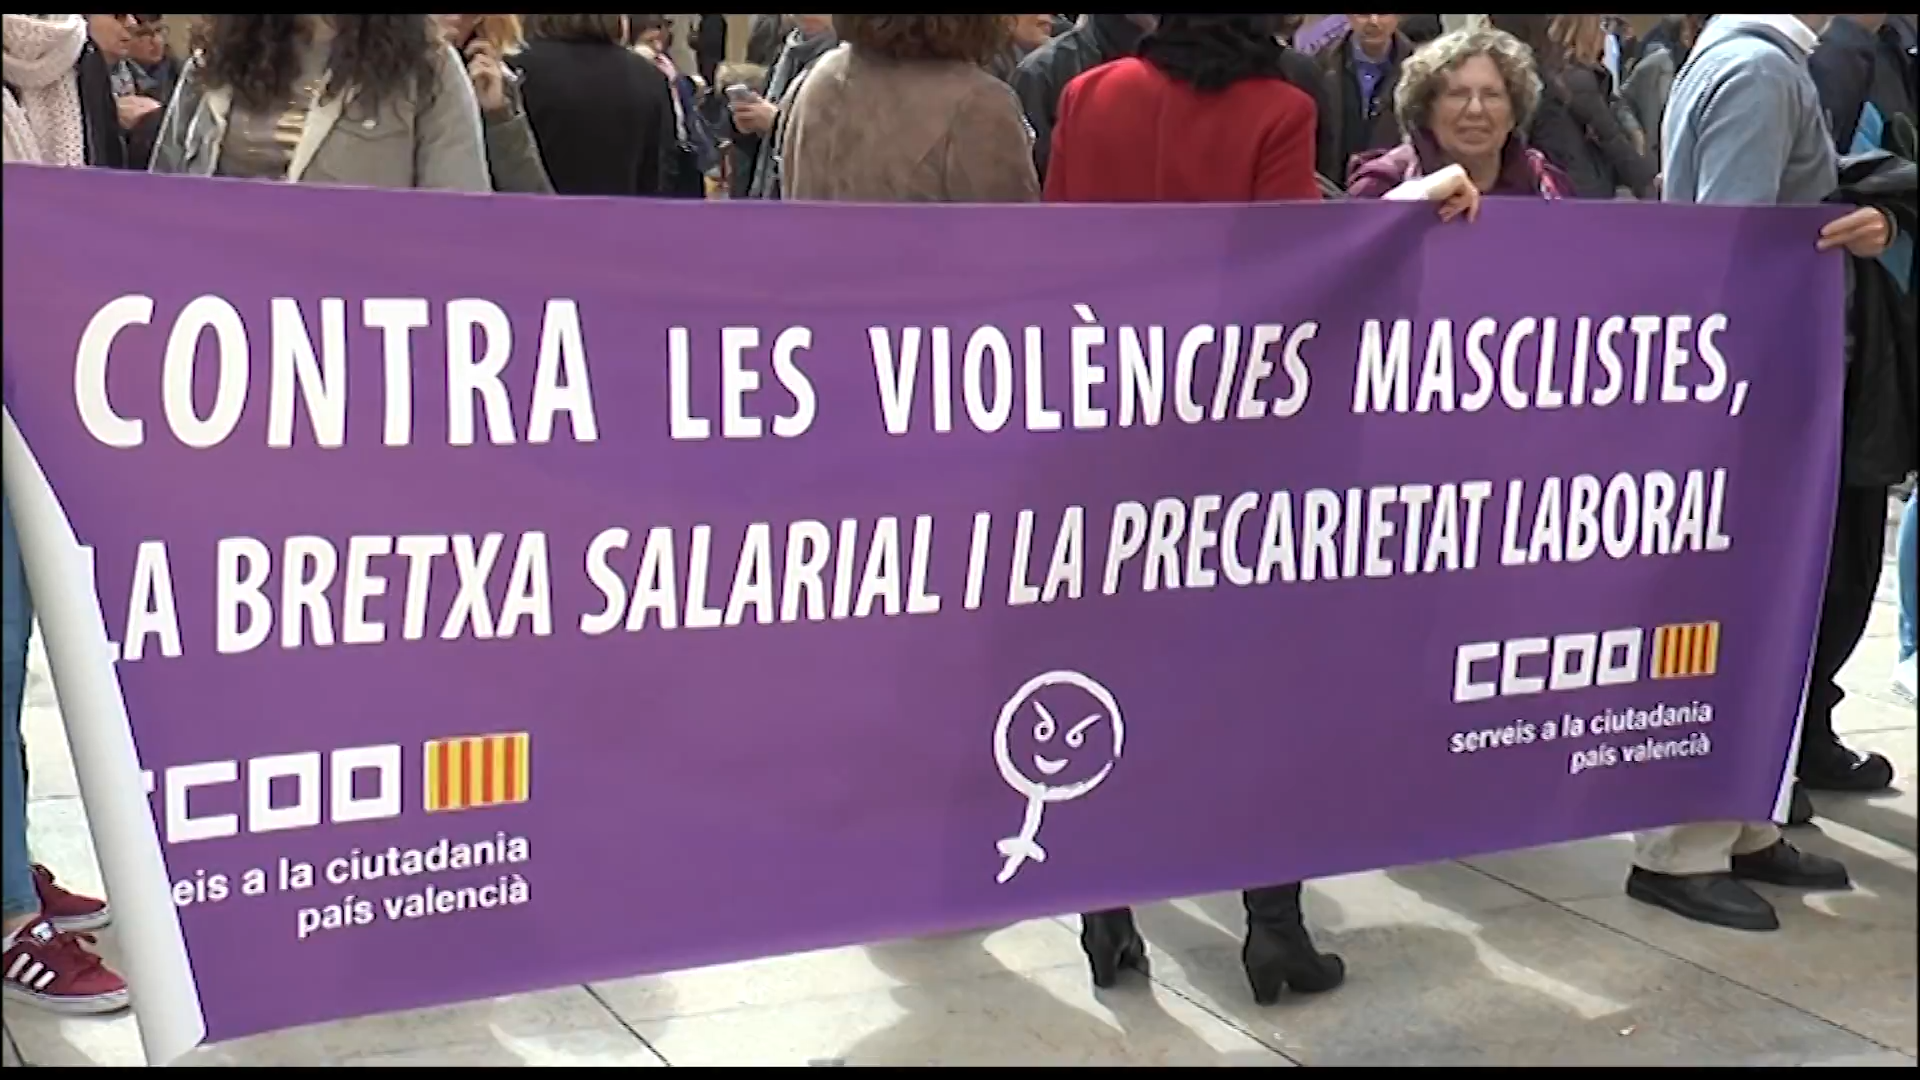 CONTRA LES VIOLÈNCIES MASCLISTES,
LA BRETXA SALARIAL I LA PRECARIETAT LABORAL
CCOO
serveis a la ciutadania
país valencià
CCOO
eis a la ciutadania
país valencià